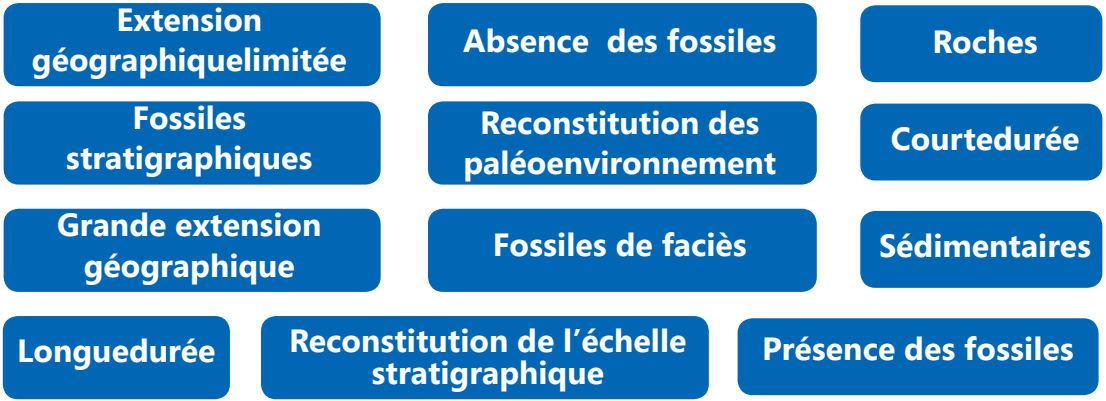 Extension
géographiquelimitée
Absence des fossiles
Roches
Fossiles
stratigraphiques
Reconstitution des
paléoenvironnement
Courtedurée
Grande extension
géographique
Fossiles de faciès
Sédimentaires
Longuedurée
Reconstitution de l’échelle
stratigraphique
Présence des fossiles